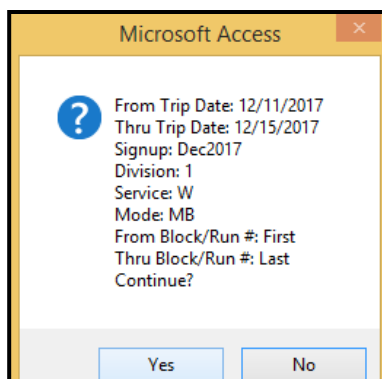 Microsoft Access
From Trip Date: 12/11/2017
Thru Trip Date: 12/15/2017
Signup: Dec2017
Division: 1
Service: W
Mode: MB
From Block/Run #: First
Thru Block/Run #: Last
Continue?
Yes
No